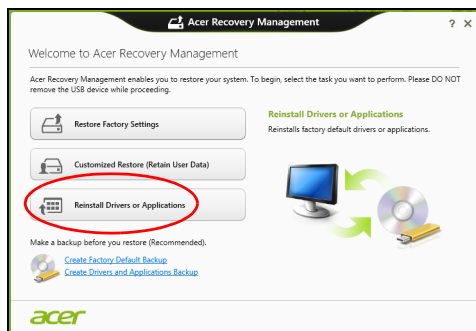 Acer Recovery Management
? X
Welcome to Acer Recovery Management
Acer Recovery Management enables you to restore your system. To begin, select the task you want to perform. Please DO NOT
remove the USB device while proceeding.
Restore Factory Settings
Customized Restore (Retain User Data)
Reinstall Drivers or Applications
Reinstall Drivers or Applications
Reinstalls factory default drivers or applications.
Make a backup before you restore (Recommended).
Create Factory Default Backup
Create Drivers and Applications Backup
acer